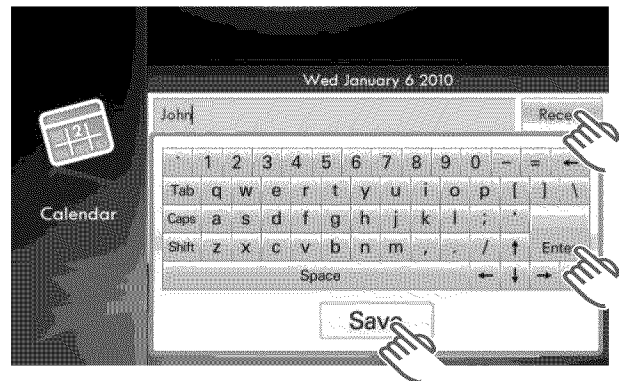 Wed January 6 2010
John
` 1 2 3 4 5 6 7 8 9 0 - = ←
Tab q w e r t y u i o p [ ] \
Calendar
Caps a s d f g h j k l ; '
Shift z x c v b n m , . / ↑ Enter
Space ← ↓ →
Save